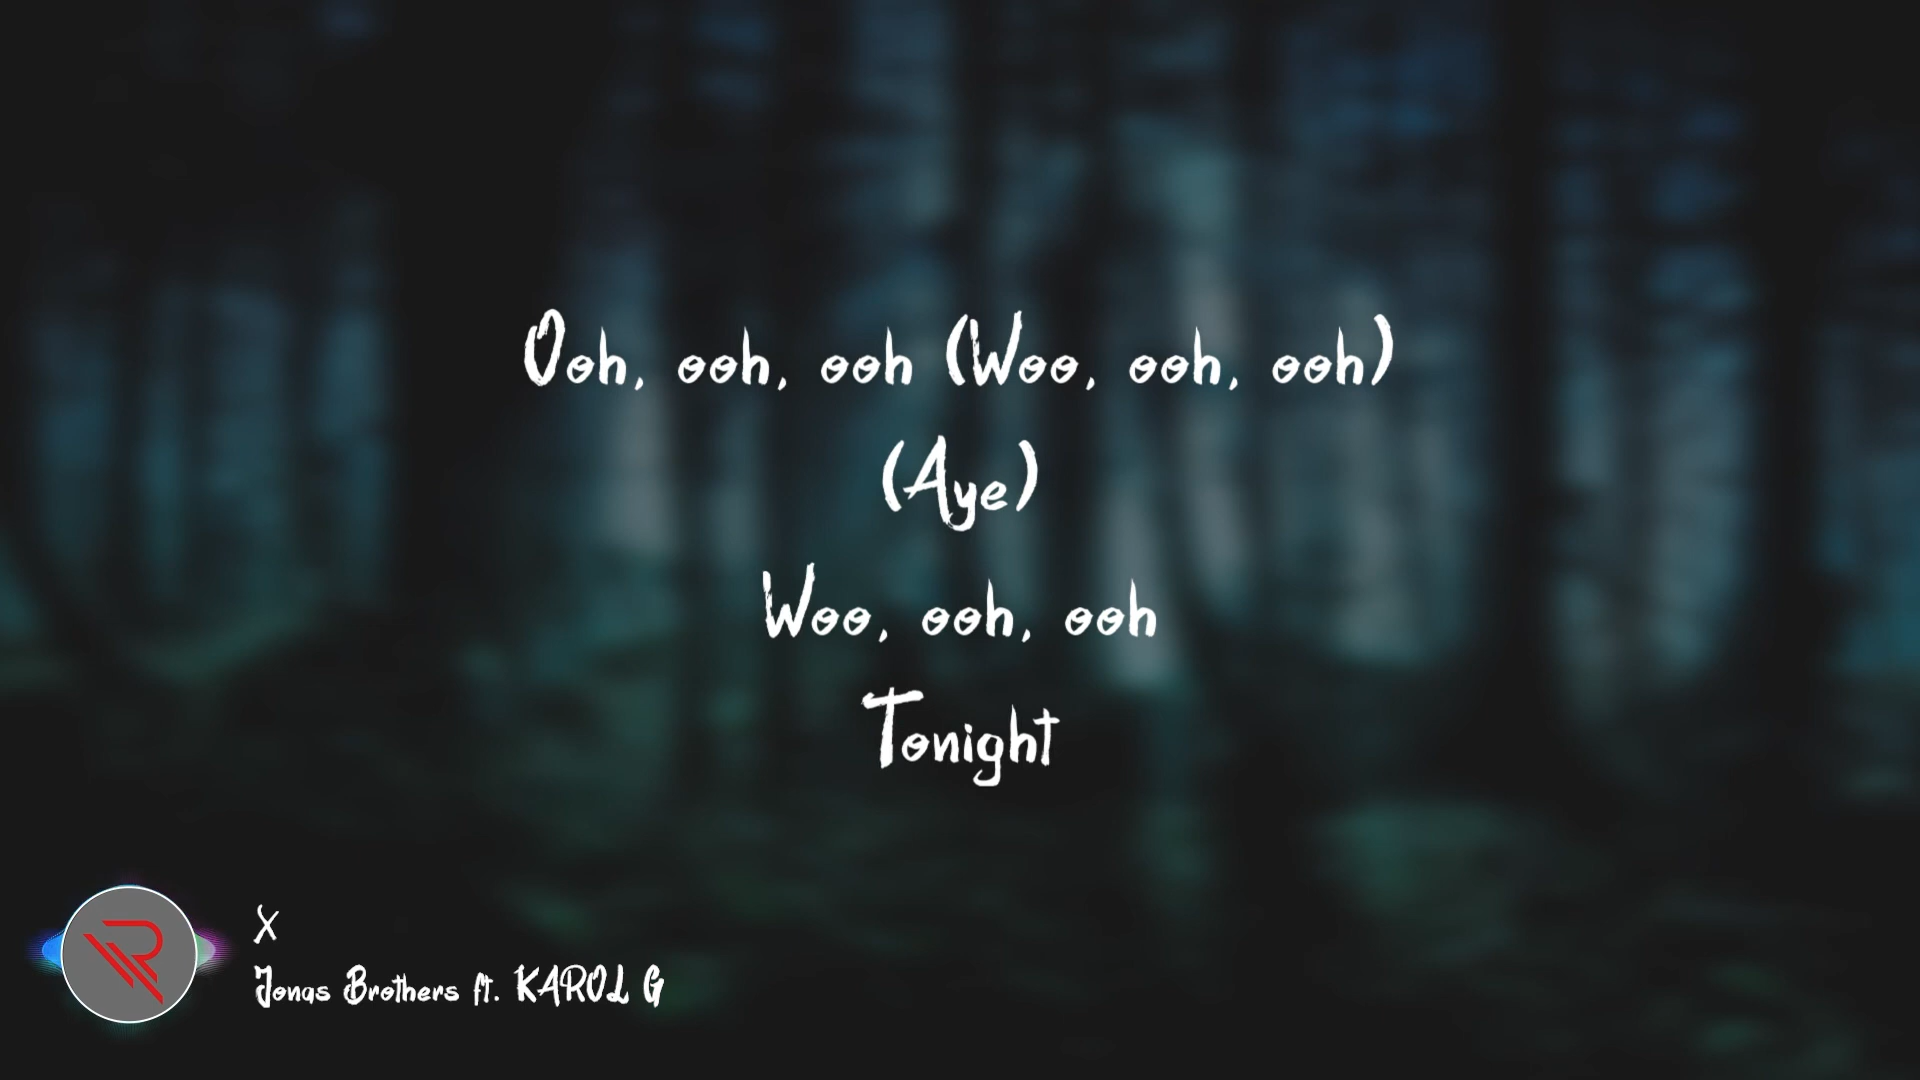 Ooh, ooh, ooh (Woo, ooh, ooh)
(Aye)
Woo, ooh, ooh
Tonight
X
Jonas Brothers ft. KAROL G